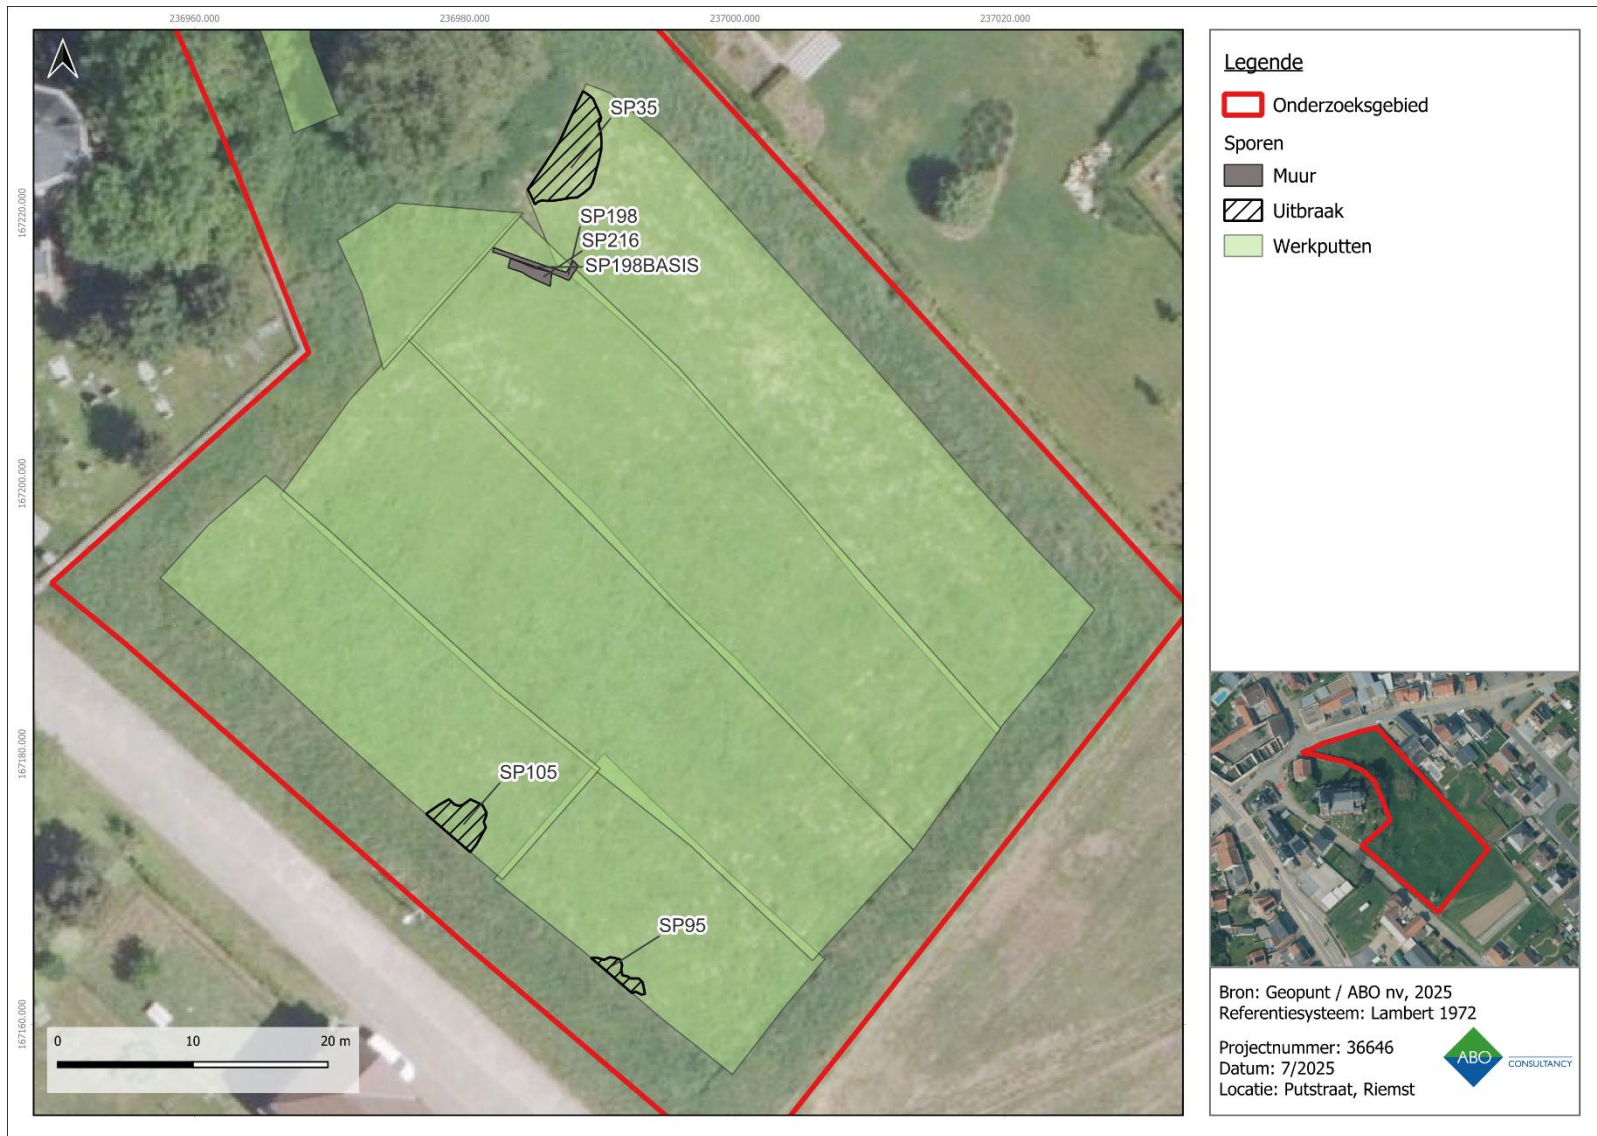 236960.000
236980.000
237000.000
237020.000
167220.000
167200.000
167180.000
167160.000
SP35
SP198
SP216
SP198BASIS
SP105
SP95
0 10 20 m
Legende
Onderzoeksgebied
Sporen
Muur
Uitbraak
Werkputten
Bron: Geopunt / ABO nv, 2025
Referentiesysteem: Lambert 1972
Projectnummer: 36646
Datum: 7/2025
Locatie: Putstraat, Riemst
ABO
CONSULTANCY